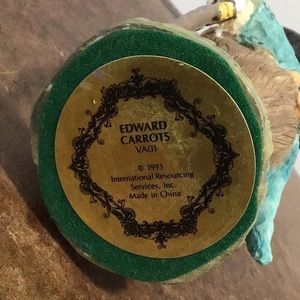 EDWARD
CARROTS
VA01
© 1993
International Resourcing
Services, Inc.
Made in China